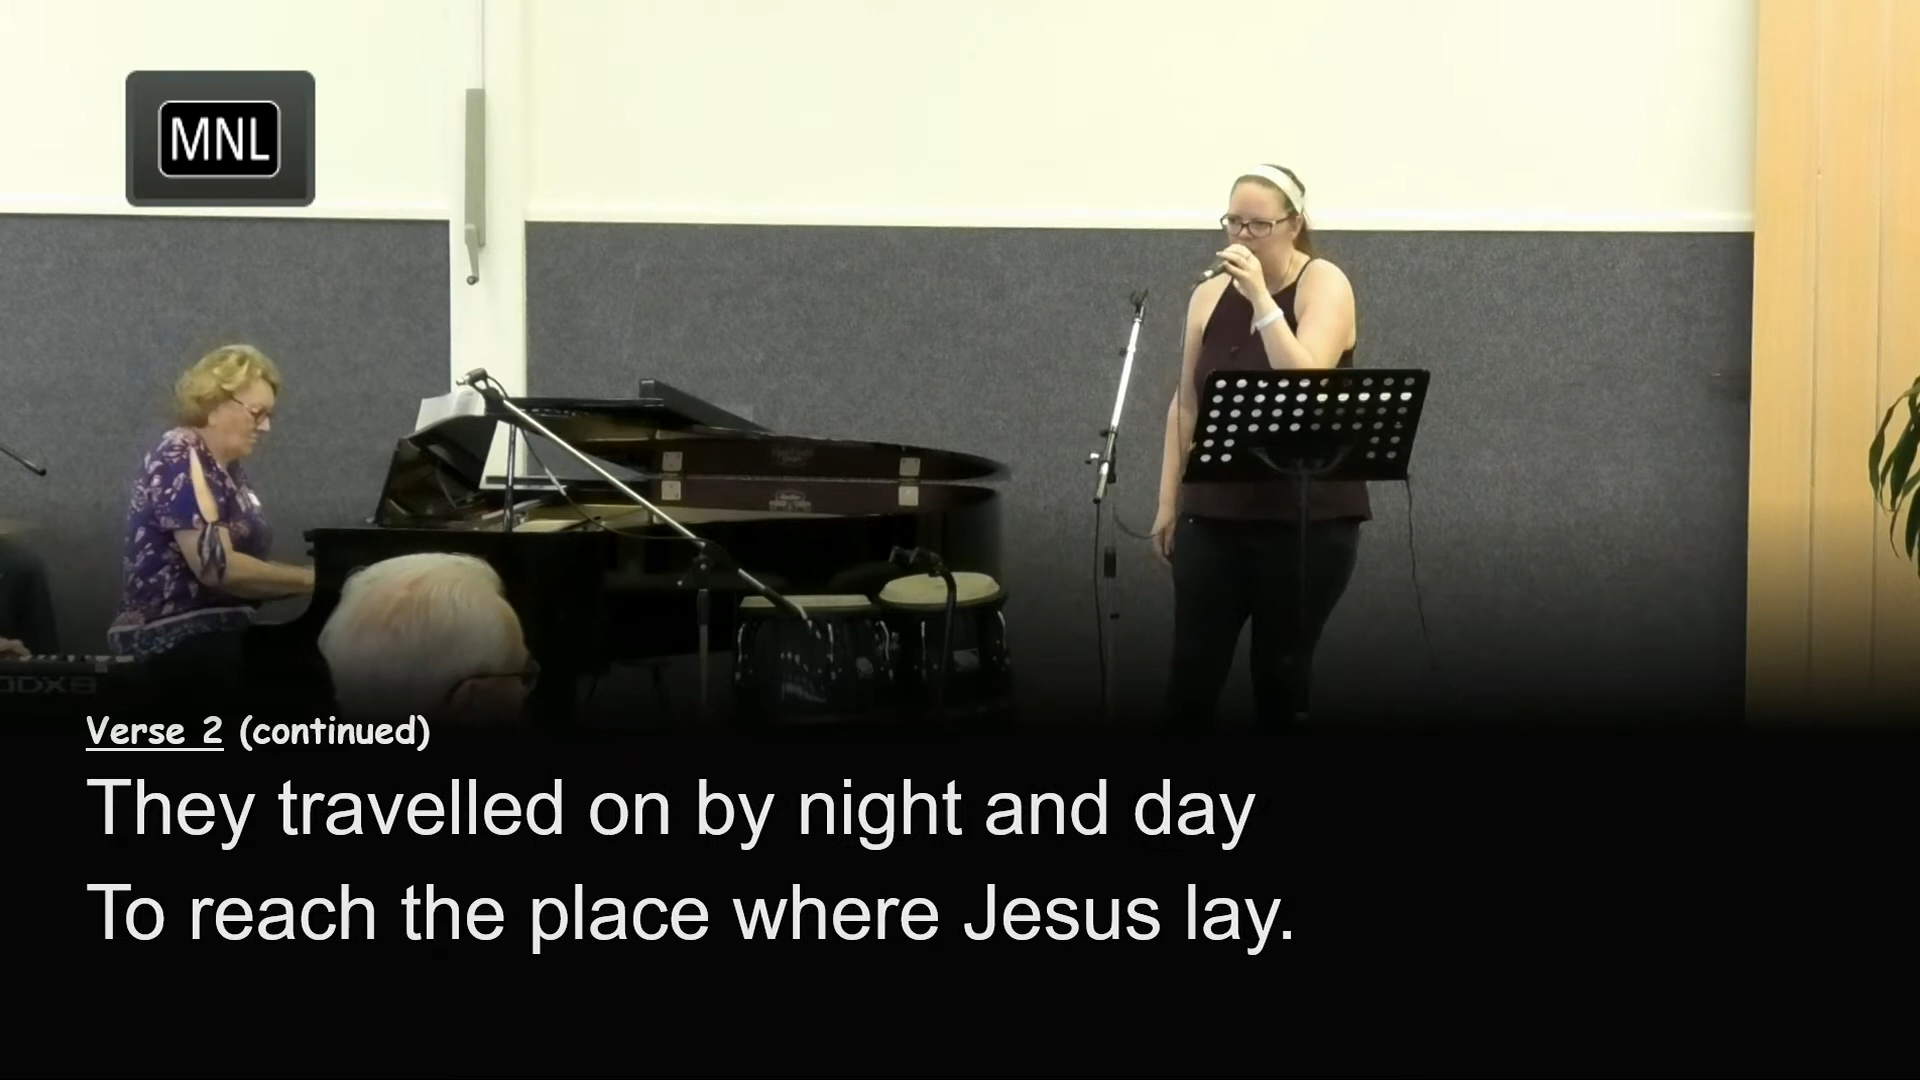 MNL
Verse 2 (continued)
They travelled on by night and day
To reach the place where Jesus lay.